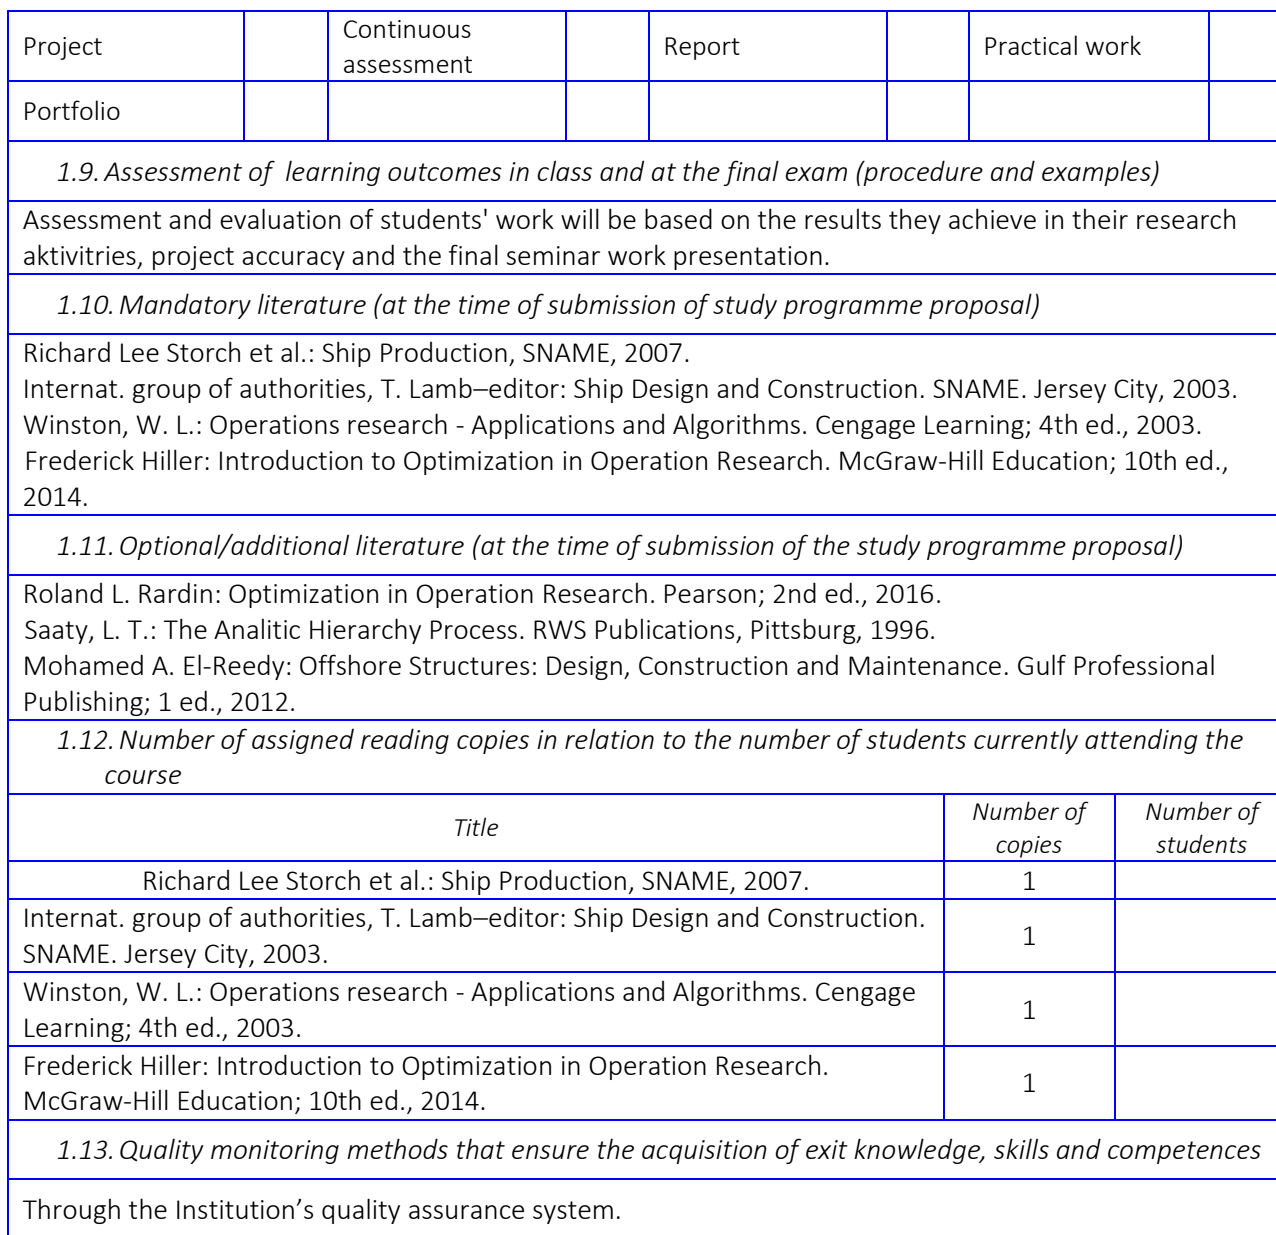 Project
Continuous
assessment
Report
Practical work
Portfolio
1.9. Assessment of  learning outcomes in class and at the final exam (procedure and examples)
Assessment and evaluation of students' work will be based on the results they achieve in their research
aktivitries, project accuracy and the final seminar work presentation.
1.10. Mandatory literature (at the time of submission of study programme proposal)
Richard Lee Storch et al.: Ship Production, SNAME, 2007.
Internat. group of authorities, T. Lamb–editor: Ship Design and Construction. SNAME. Jersey City, 2003.
Winston, W. L.: Operations research - Applications and Algorithms. Cengage Learning; 4th ed., 2003.
Frederick Hiller: Introduction to Optimization in Operation Research. McGraw-Hill Education; 10th ed.,
2014.
1.11. Optional/additional literature (at the time of submission of the study programme proposal)
Roland L. Rardin: Optimization in Operation Research. Pearson; 2nd ed., 2016.
Saaty, L. T.: The Analitic Hierarchy Process. RWS Publications, Pittsburg, 1996.
Mohamed A. El-Reedy: Offshore Structures: Design, Construction and Maintenance. Gulf Professional
Publishing; 1 ed., 2012.
1.12. Number of assigned reading copies in relation to the number of students currently attending the
course
Title
Number of
copies
Number of
students
Richard Lee Storch et al.: Ship Production, SNAME, 2007.
1
Internat. group of authorities, T. Lamb–editor: Ship Design and Construction.
SNAME. Jersey City, 2003.
1
Winston, W. L.: Operations research - Applications and Algorithms. Cengage
Learning; 4th ed., 2003.
1
Frederick Hiller: Introduction to Optimization in Operation Research.
McGraw-Hill Education; 10th ed., 2014.
1
1.13. Quality monitoring methods that ensure the acquisition of exit knowledge, skills and competences
Through the Institution’s quality assurance system.